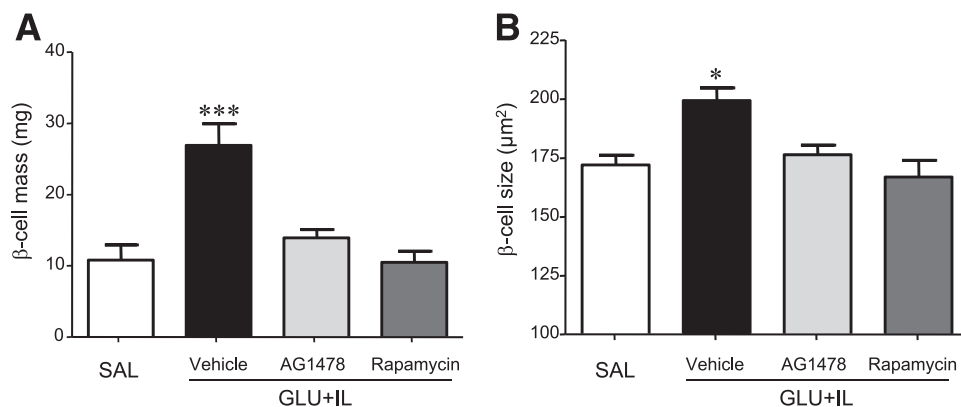 A
β-cell mass (mg)
40
30
20
10
0
***
SAL
Vehicle AG1478 Rapamycin
GLU+IL
B
β-cell size (μm²)
225
200
175
175
125
100
*
SAL
Vehicle AG1478 Rapamycin
GLU+IL